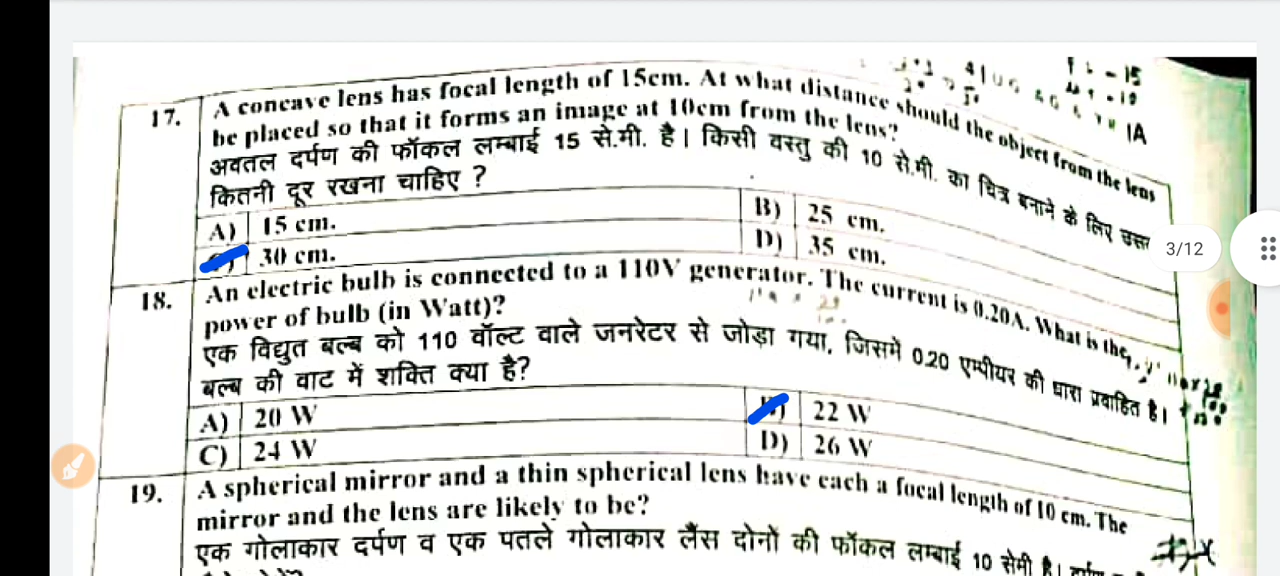 17. A concave lens has focal length of 15cm. At what distance should the object from the lens
be placed so that it forms an image at 10cm from the lens?
अवतल दर्पण की फॉकल लम्बाई 15 से.मी. है। किसी वस्तु की 10 से.मी. का चित्र बनाने के लिए उससे
कितनी दूर रखना चाहिए ?
A) 15 cm. B) 25 cm.
30 cm. D) 35 cm.
3/12
18. An electric bulb is connected to a 110V generator. The current is 0.20A. What is the
power of bulb (in Watt)?
एक विद्युत बल्ब को 110 वॉल्ट वाले जनरेटर से जोड़ा गया, जिसमें 0.20 एम्पीयर की धारा प्रवाहित है।
बल्ब की वाट में शक्ति क्या है?
A) 20 W 22 W
C) 24 W D) 26 W
19. A spherical mirror and a thin spherical lens have each a focal length of 10 cm. The
mirror and the lens are likely to be?
एक गोलाकार दर्पण व एक पतले गोलाकार लैंस दोनों की फॉकल लम्बाई 10 सेमी है।